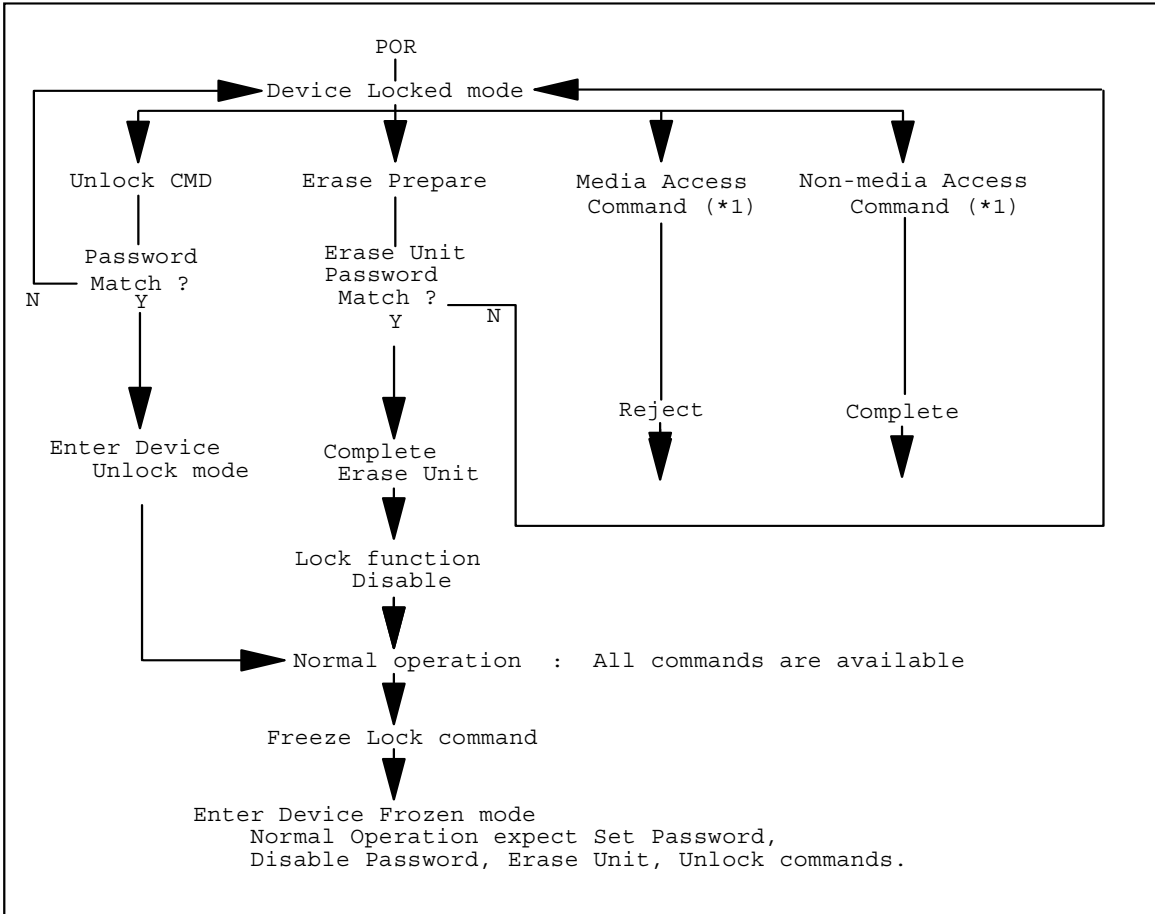 POR
Device Locked mode
Unlock CMD
Erase Prepare
Media Access
Command (*1)
Non-media Access
Command (*1)
Password
Match ?
N
Y
Erase Unit
Password
Match ?
Y
N
Reject
Complete
Enter Device
Unlock mode
Complete
Erase Unit
Lock function
Disable
Normal operation : All commands are available
Freeze Lock command
Enter Device Frozen mode
Normal Operation expect Set Password,
Disable Password, Erase Unit, Unlock commands.